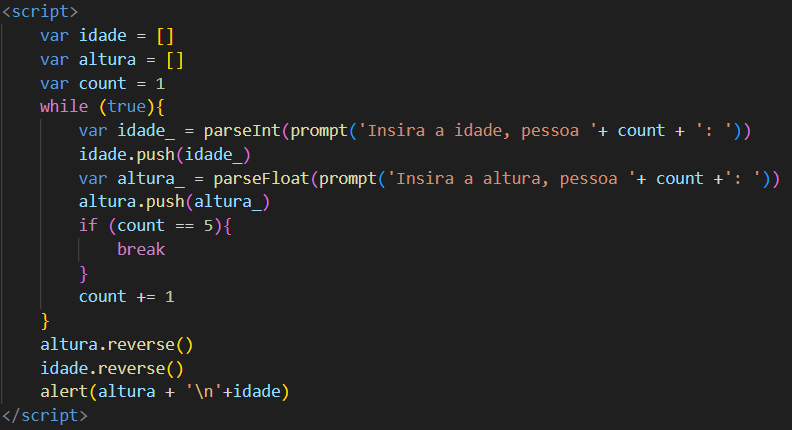 <script>
var idade = []
var altura = []
var count = 1
while (true){
var idade_ = parseInt(prompt('Insira a idade, pessoa '+ count + ': '))
idade.push(idade_)
var altura_ = parseFloat(prompt('Insira a altura, pessoa '+ count +': '))
altura.push(altura_)
if (count == 5){
break
}
count += 1
}
altura.reverse()
idade.reverse()
alert(altura + '\n'+idade)
</script>